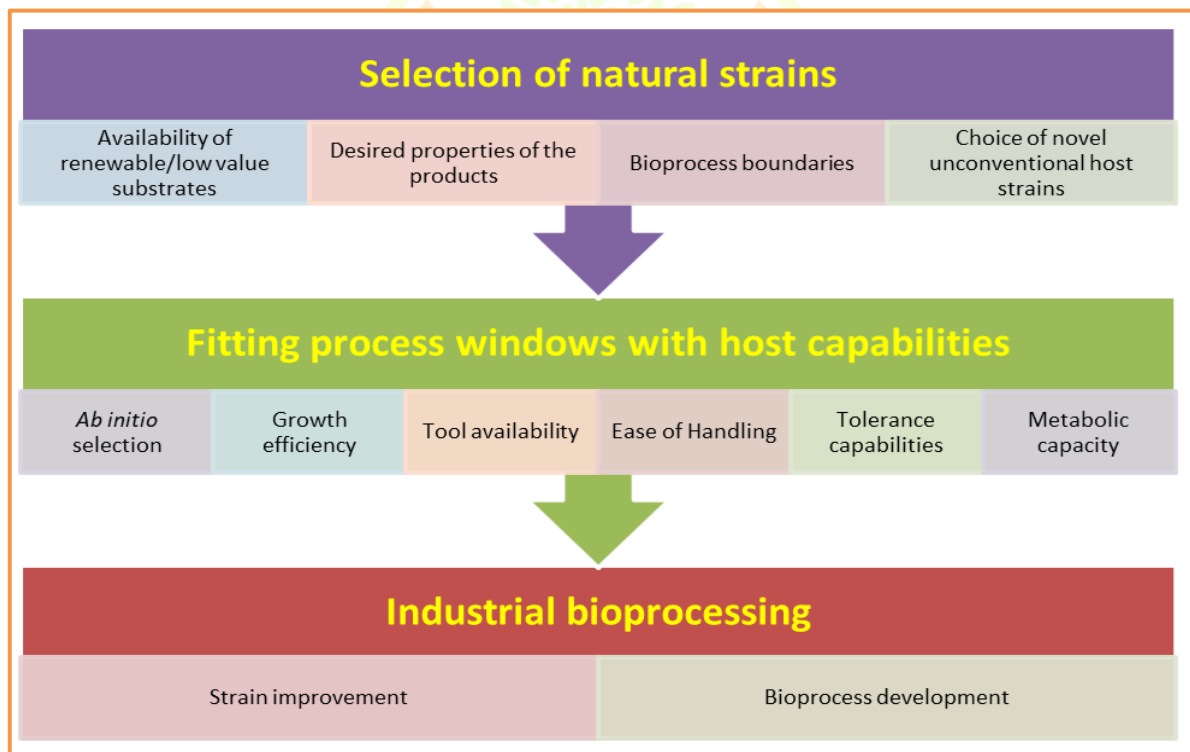 Selection of natural strains
Availability of
renewable/low value
substrates
Desired properties of the
products
Bioprocess boundaries
Choice of novel
unconventional host
strains
Fitting process windows with host capabilities
Ab initio
selection
Growth
efficiency
Tool availability
Ease of Handling
Tolerance
capabilities
Metabolic
capacity
Industrial bioprocessing
Strain improvement
Bioprocess development